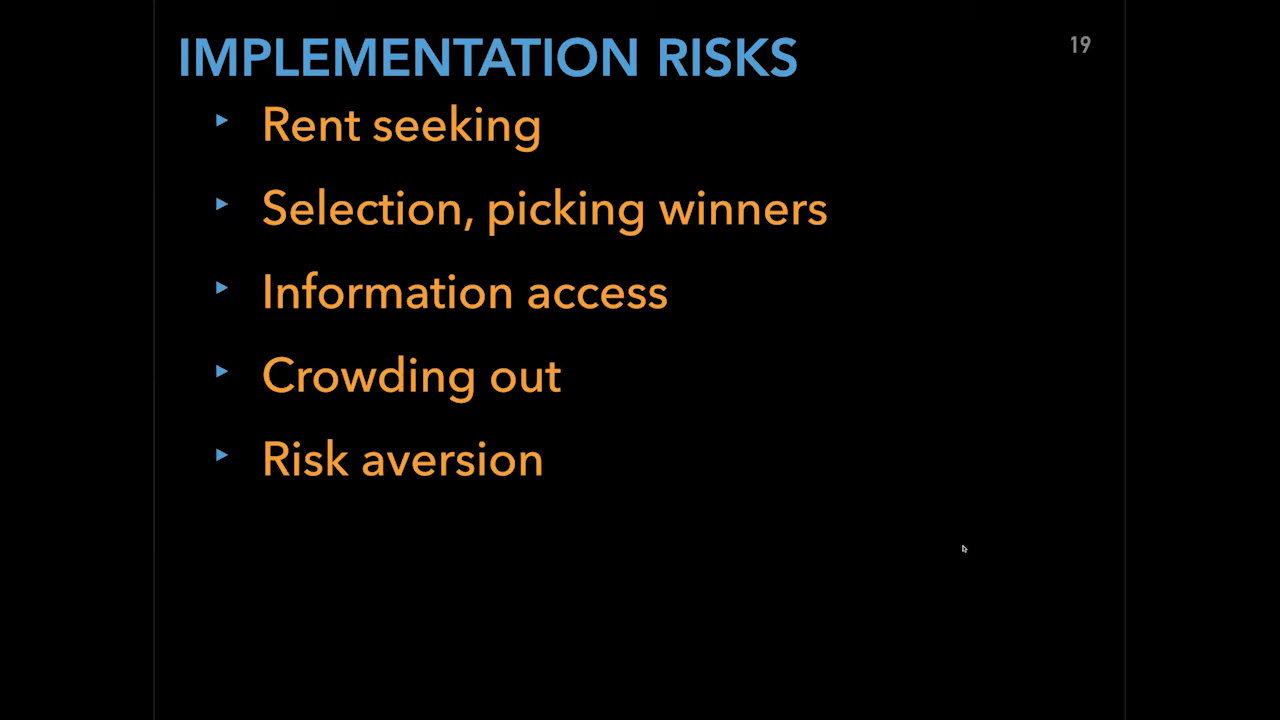 IMPLEMENTATION RISKS
19
Rent seeking
Selection, picking winners
Information access
Crowding out
Risk aversion